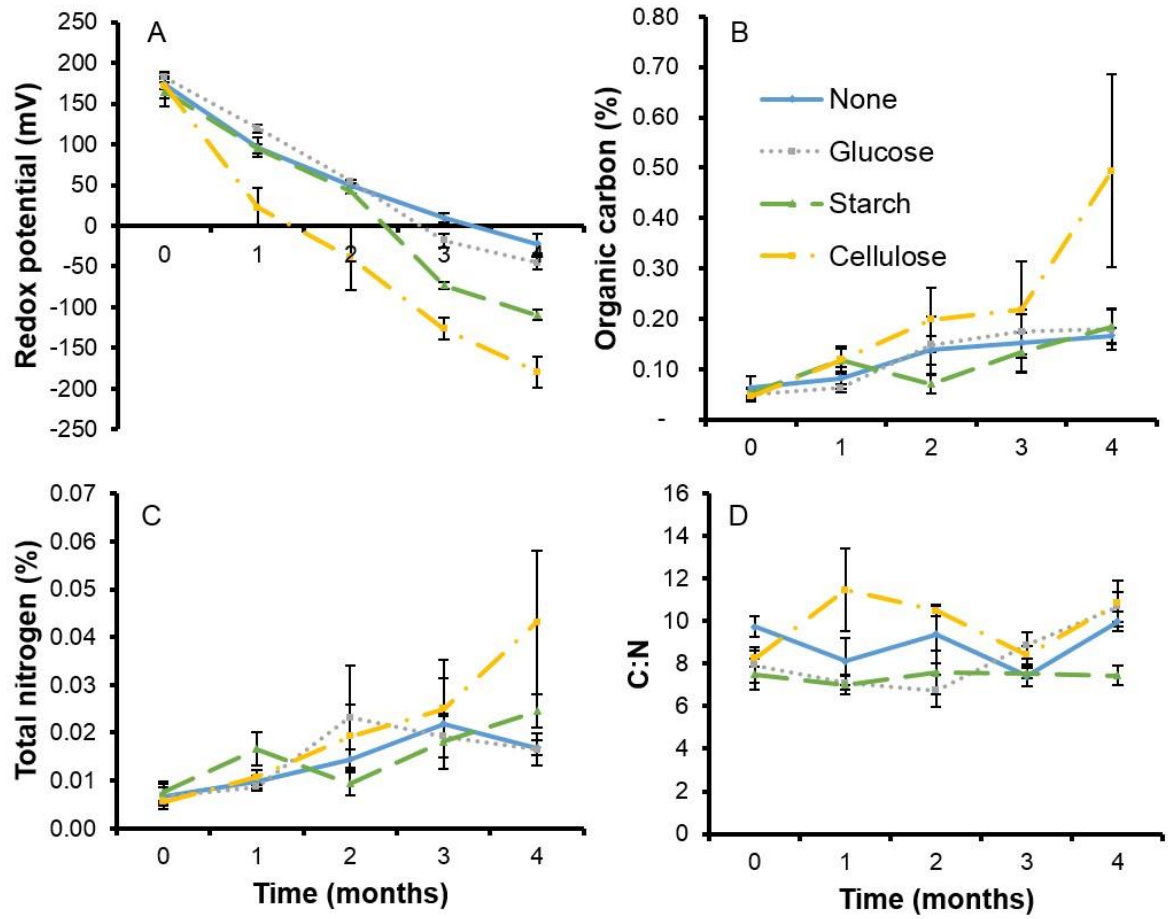 A
Redox potential (mV)
250
200
150
100
50
0
-50
-100
-150
-200
-250
0 1 2 3 4
B
Organic carbon (%)
0.80
0.70
0.60
0.50
0.40
0.30
0.20
0.10
-
None
Glucose
Starch
Cellulose
0 1 2 3 4
C
Total nitrogen (%)
0.07
0.06
0.05
0.04
0.03
0.02
0.01
0.00
0 1 2 3 4
Time (months)
D
C:N
16
14
12
10
8
6
4
2
0
0 1 2 3 4
Time (months)